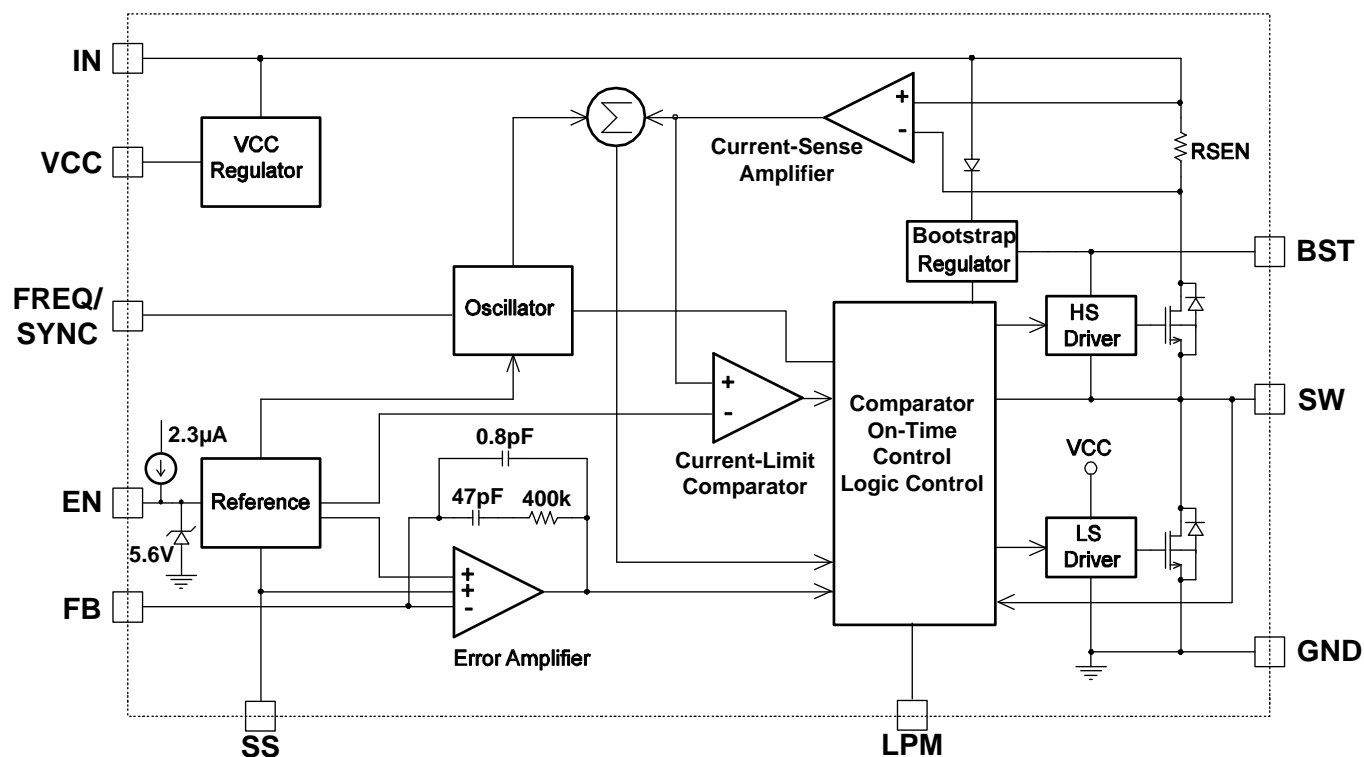 IN
VCC
VCC
Regulator
Σ
+
-
Current-Sense
Amplifier
RSEN
Bootstrap
Regulator
BST
FREQ/
SYNC
Oscillator
HS
Driver
+
-
Current-Limit
Comparator
Comparator
On-Time
Control
Logic Control
SW
2.3µA
0.8pF
47pF
400k
VCC
EN
Reference
5.6V
LS
Driver
FB
+
+
-
Error Amplifier
GND
SS
LPM